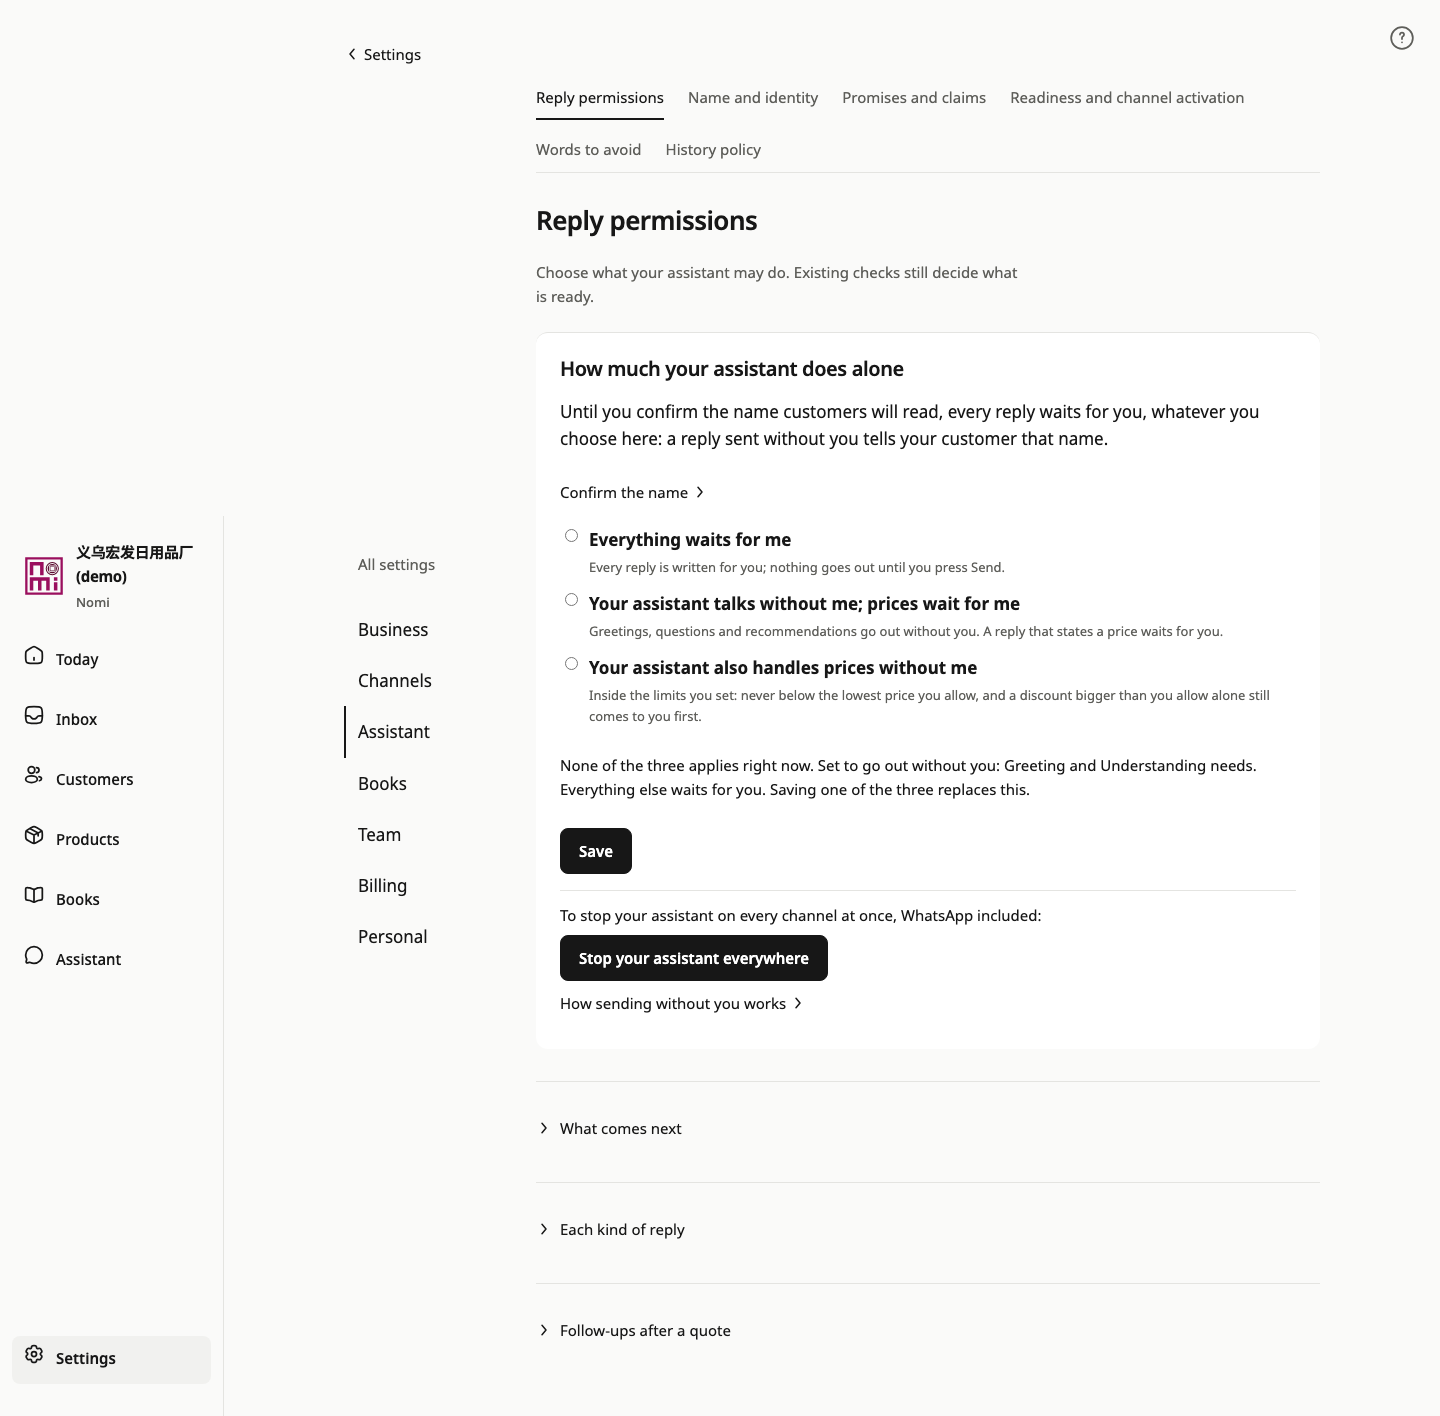 Settings
Reply permissions
Name and identity
Promises and claims
Readiness and channel activation
Words to avoid
History policy
Reply permissions
Choose what your assistant may do. Existing checks still decide what
is ready.
How much your assistant does alone
Until you confirm the name customers will read, every reply waits for you, whatever you
choose here: a reply sent without you tells your customer that name.
Confirm the name
Everything waits for me
Every reply is written for you; nothing goes out until you press Send.
Your assistant talks without me; prices wait for me
Greetings, questions and recommendations go out without you. A reply that states a price waits for you.
Your assistant also handles prices without me
Inside the limits you set: never below the lowest price you allow, and a discount bigger than you allow alone still
comes to you first.
None of the three applies right now. Set to go out without you: Greeting and Understanding needs.
Everything else waits for you. Saving one of the three replaces this.
Save
To stop your assistant on every channel at once, WhatsApp included:
Stop your assistant everywhere
How sending without you works
What comes next
Each kind of reply
Follow-ups after a quote
nomi
义乌宏发日用品厂
(demo)
Nomi
Today
Inbox
Customers
Products
Books
Assistant
Settings
All settings
Business
Channels
Assistant
Books
Team
Billing
Personal